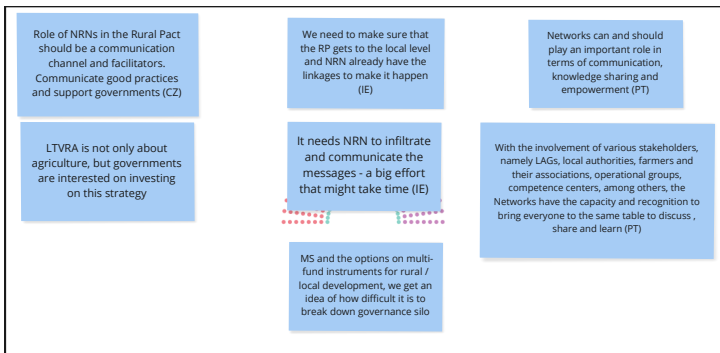 Role of NRNs in the Rural Pact
should be a communication
channel and facilitators.
Communicate good practices
and support governments (CZ)
We need to make sure that
the RP gets to the local level
and NRN already have the
linkages to make it happen
(IE)
Networks can and should
play an important role in
terms of communication,
knowledge sharing and
empowerment (PT)
LTVRA is not only about
agriculture, but governments
are interested on investing
on this strategy
It needs NRN to infiltrate
and communicate the
messages - a big effort
that might take time (IE)
With the involvement of various stakeholders,
namely LAGs, local authorities, farmers and
their associations, operational groups,
competence centers, among others, the
Networks have the capacity and recognition to
bring everyone to the same table to discuss ,
share and learn (PT)
MS and the options on multi-
fund instruments for rural /
local development, we get an
idea of how difficult it is to
break down governance silo